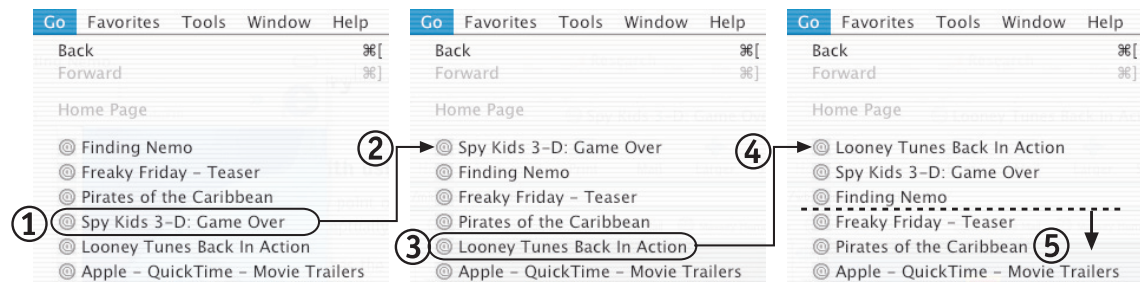 Go Favorites Tools Window Help
Back ⌘[
Forward ⌘]
Home Page
@ Finding Nemo
@ Freaky Friday – Teaser
@ Pirates of the Caribbean
① @ Spy Kids 3–D: Game Over
@ Looney Tunes Back In Action
@ Apple – QuickTime – Movie Trailers
Go Favorites Tools Window Help
Back ⌘[
Forward ⌘]
Home Page
② @ Spy Kids 3–D: Game Over
@ Finding Nemo
@ Freaky Friday – Teaser
@ Pirates of the Caribbean
③ @ Looney Tunes Back In Action
@ Apple – QuickTime – Movie Trailers
Go Favorites Tools Window Help
Back ⌘[
Forward ⌘]
Home Page
④ @ Looney Tunes Back In Action
@ Spy Kids 3–D: Game Over
@ Finding Nemo
@ Freaky Friday – Teaser
@ Pirates of the Caribbean ⑤
@ Apple – QuickTime – Movie Trailers